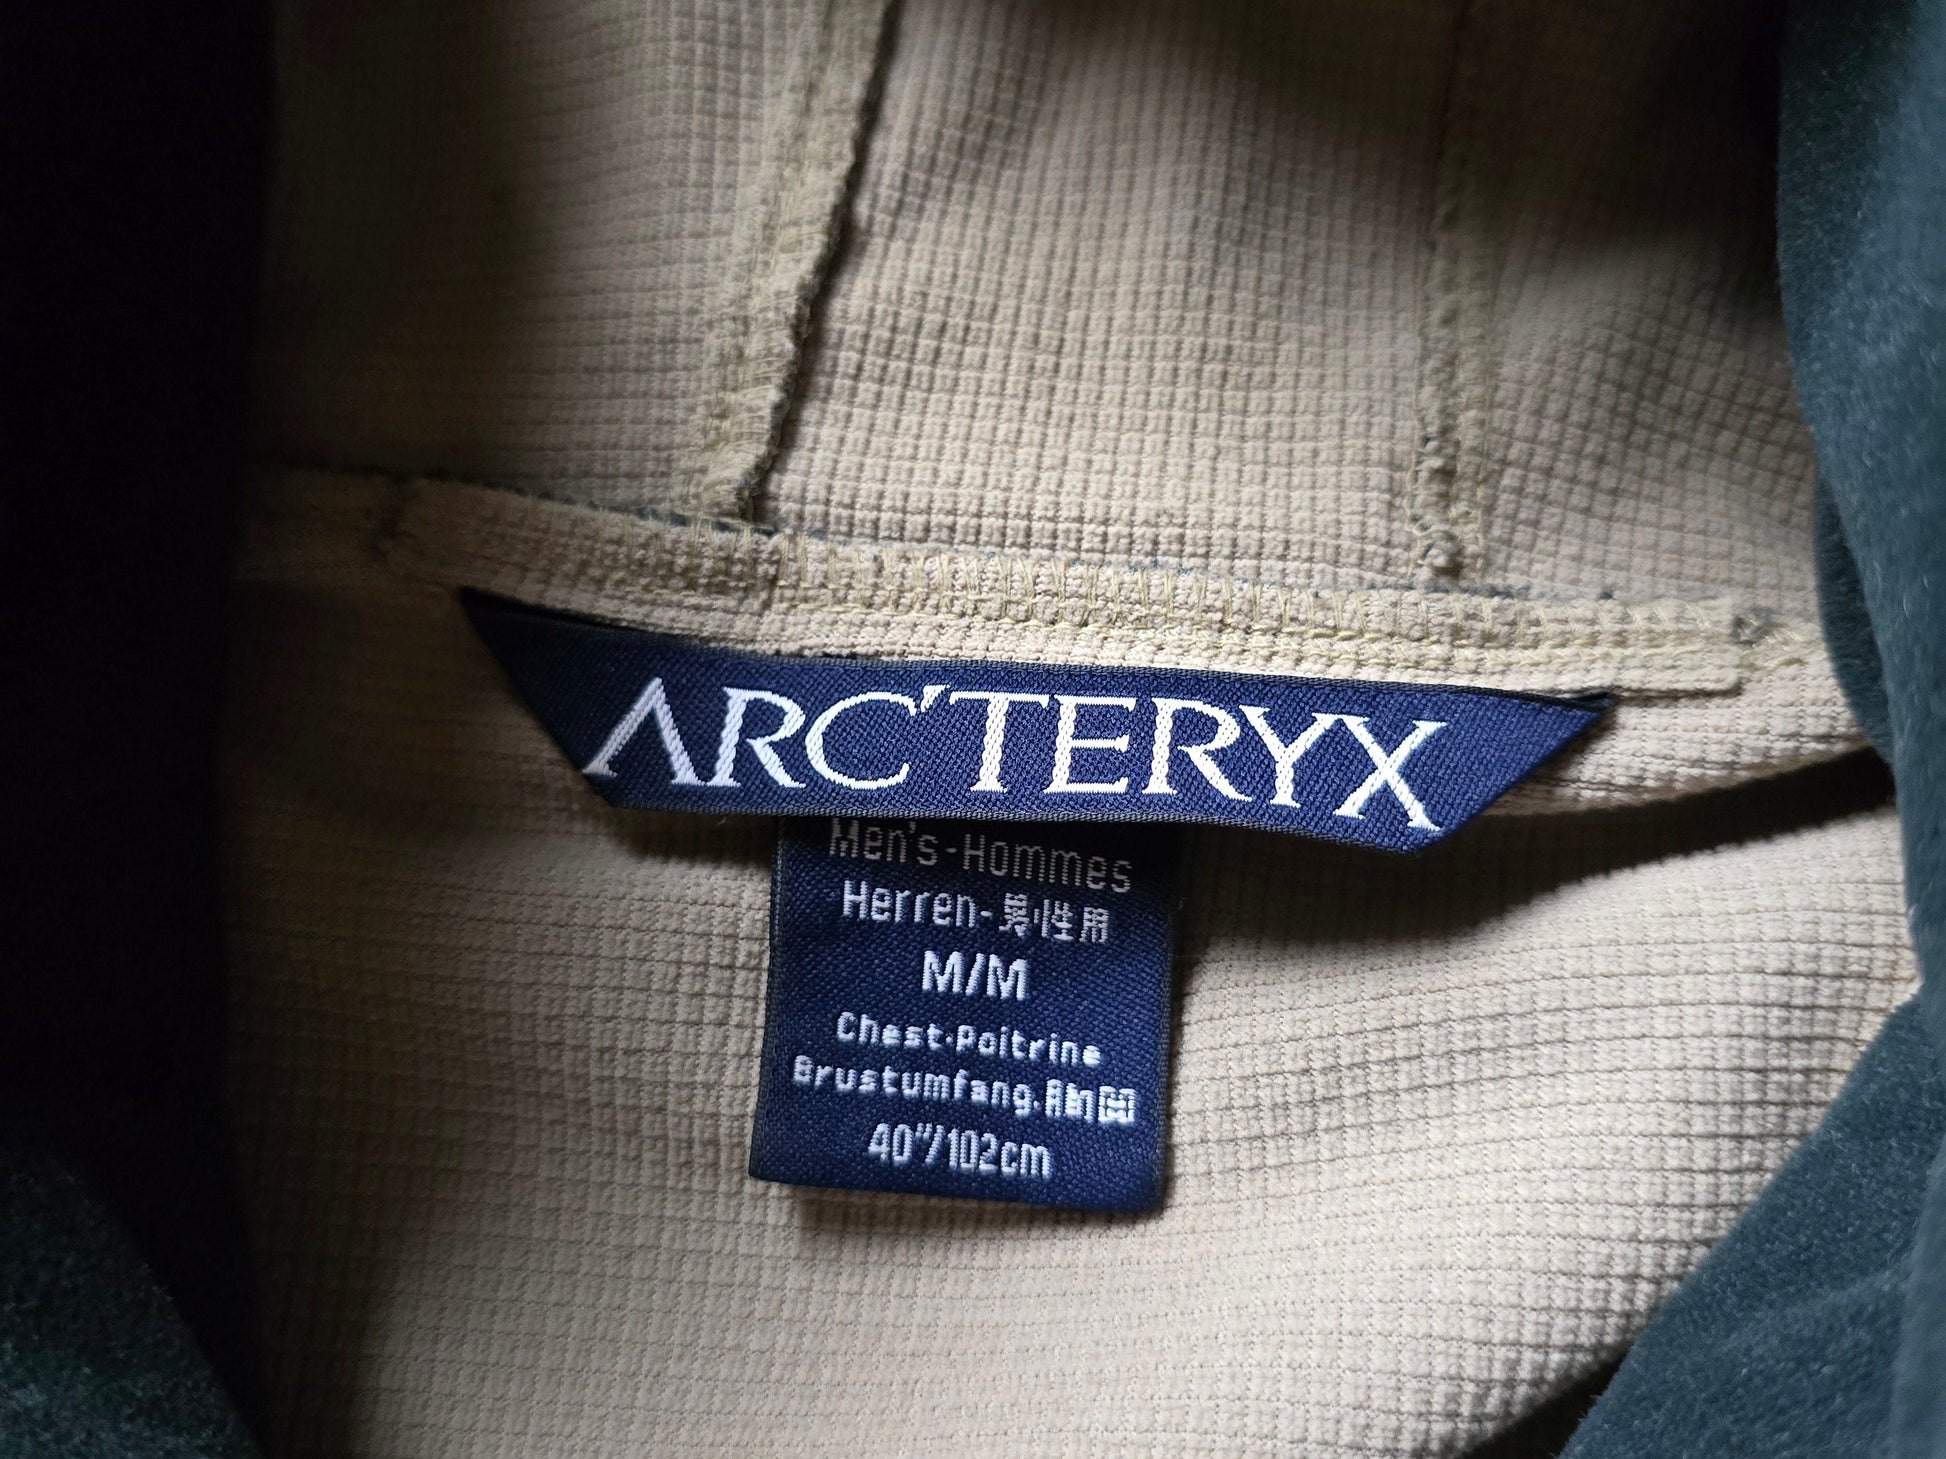 ARC'TERYX
Men's-Hommes
Herren-男性用
M/M
Chest·Poitrine
Brustumfang·胸囲
40"/102cm